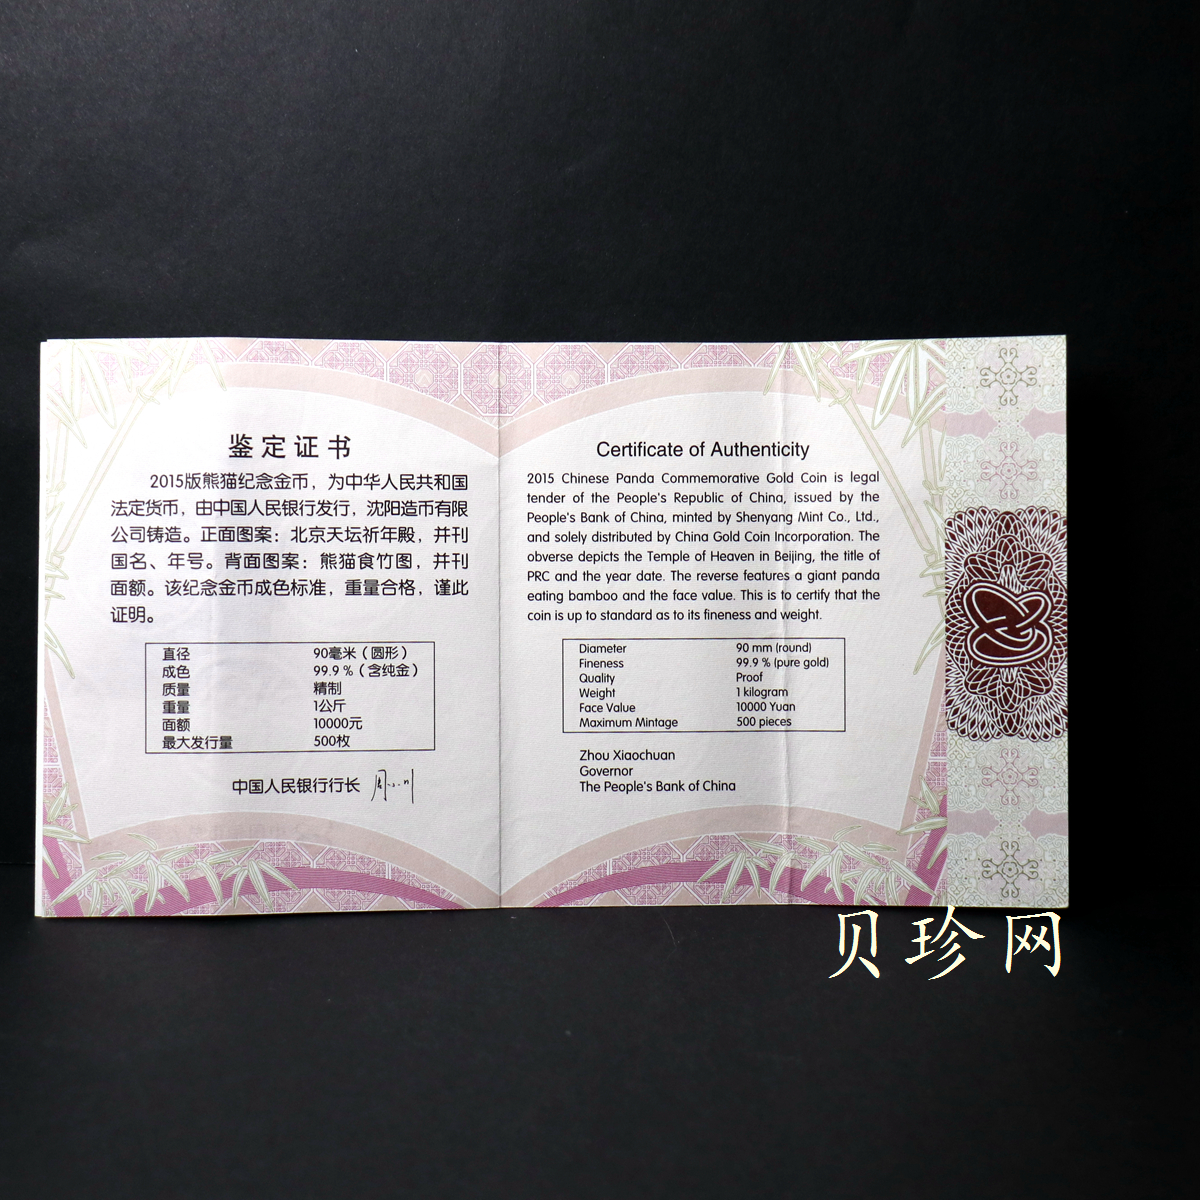 鉴定证书
2015版熊猫纪念金币，为中华人民共和国
法定货币，由中国人民银行发行，沈阳造币有限
公司铸造。正面图案：北京天坛祈年殿，并刊
国名、年号。背面图案：熊猫食竹图，并刊
面额。该纪念金币成色标准，重量合格，谨此
证明。
直径 90毫米（圆形）
成色 99.9％（含纯金）
质量 精制
重量 1公斤
面额 10000元
最大发行量 500枚
中国人民银行行长
Certificate of Authenticity
2015 Chinese Panda Commemorative Gold Coin is legal
tender of the People's Republic of China, issued by the
People's Bank of China, minted by Shenyang Mint Co., Ltd.,
and solely distributed by China Gold Coin Incorporation. The
obverse depicts the Temple of Heaven in Beijing, the title of
PRC and the year date. The reverse features a giant panda
eating bamboo and the face value. This is to certify that the
coin is up to standard as to its fineness and weight.
Diameter 90 mm (round)
Fineness 99.9 % (pure gold)
Quality Proof
Weight 1 kilogram
Face Value 10000 Yuan
Maximum Mintage 500 pieces
Zhou Xiaochuan
Governor
The People's Bank of China
贝珍网